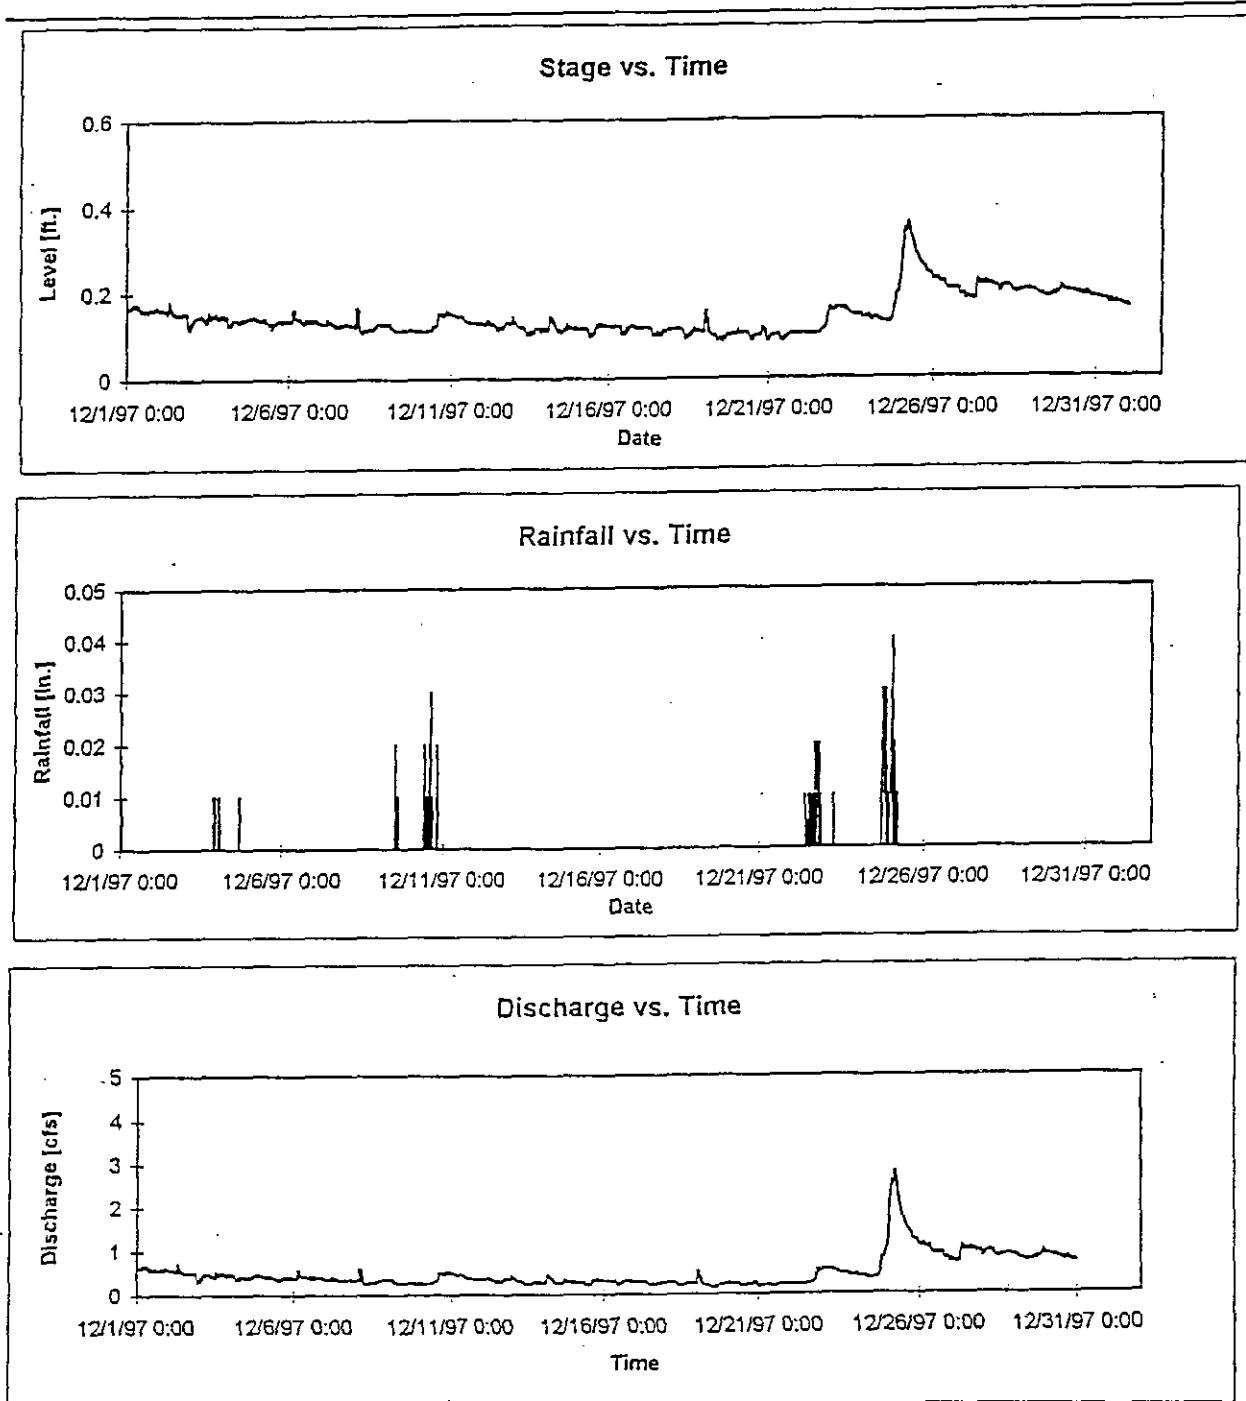 Stage vs. Time
0.6
0.4
0.2
0
Level [ft.]
12/1/97 0:00 12/6/97 0:00 12/11/97 0:00 12/16/97 0:00 12/21/97 0:00 12/26/97 0:00 12/31/97 0:00
Date
Rainfall vs. Time
0.05
0.04
0.03
0.02
0.01
0
Rainfall [in.]
12/1/97 0:00 12/6/97 0:00 12/11/97 0:00 12/16/97 0:00 12/21/97 0:00 12/26/97 0:00 12/31/97 0:00
Date
Discharge vs. Time
5
4
3
2
1
0
Discharge [cfs]
12/1/97 0:00 12/6/97 0:00 12/11/97 0:00 12/16/97 0:00 12/21/97 0:00 12/26/97 0:00 12/31/97 0:00
Time